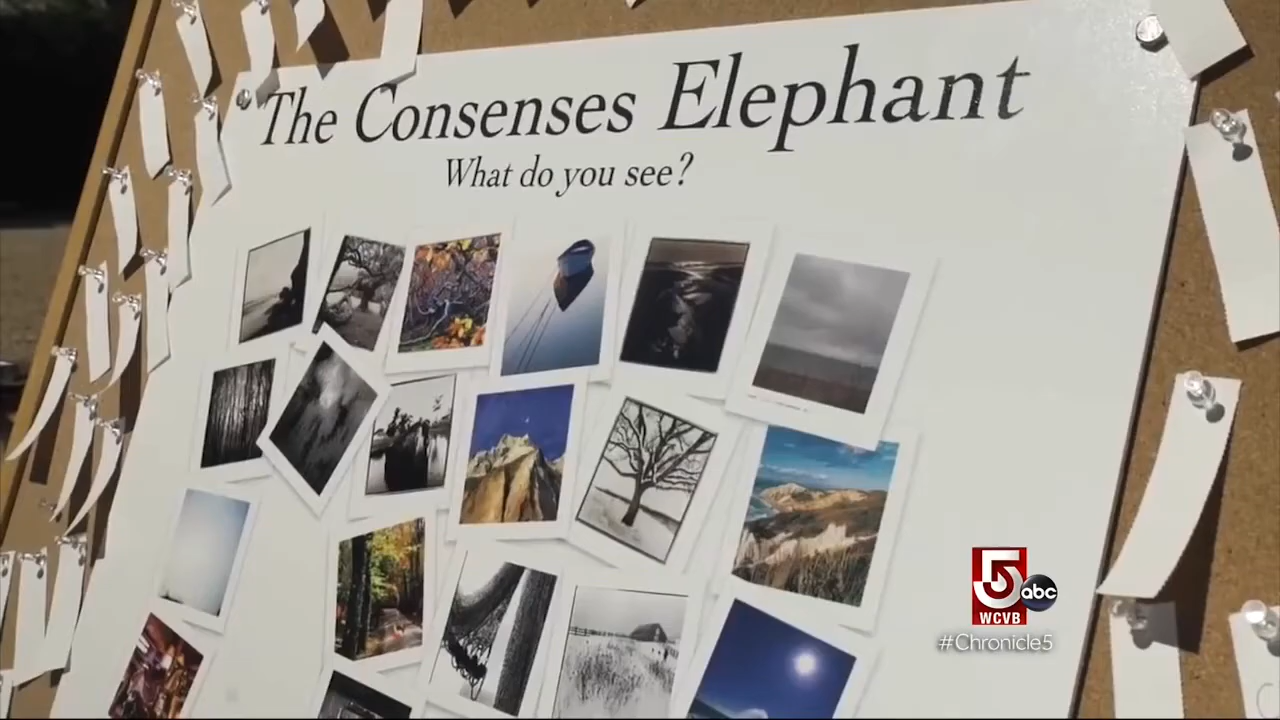 The Consenses Elephant
What do you see?
5
abc
WCVB
#Chronicle5